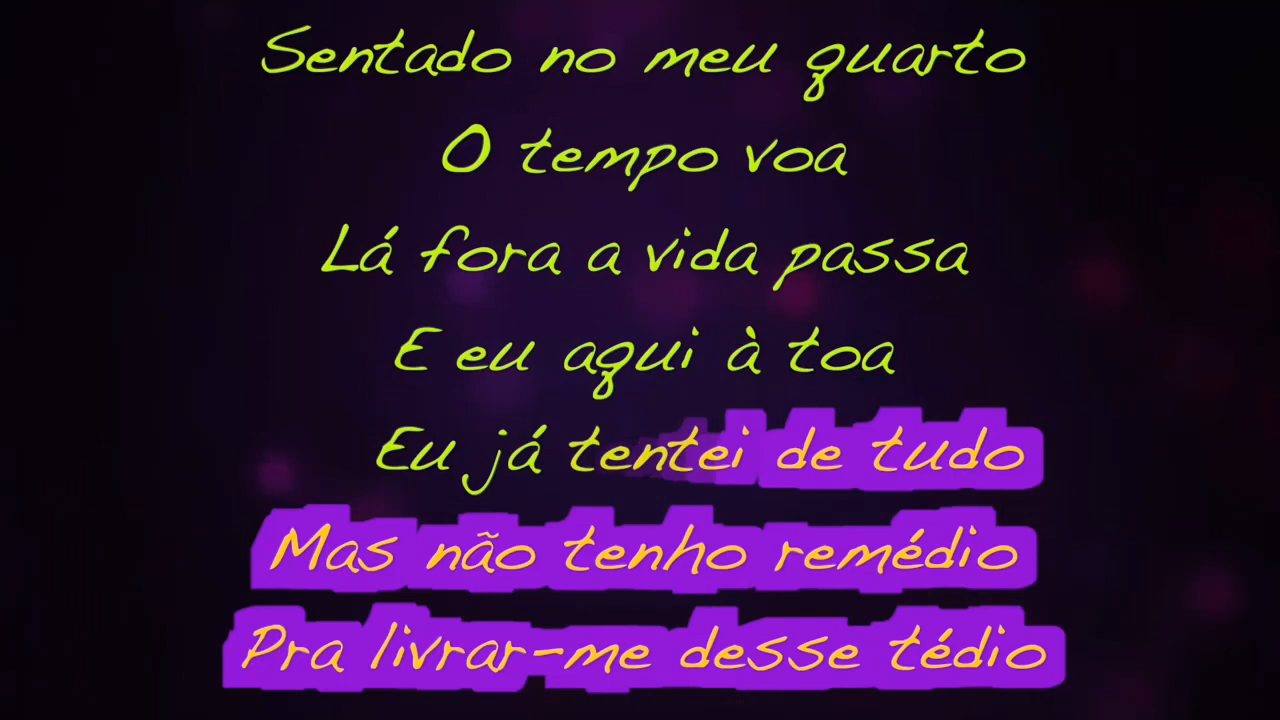 Sentado no meu quarto
O tempo voa
Lá fora a vida passa
E eu aqui à toa
Eu já tentei de tudo
Mas não tenho remédio
Pra livrar-me desse tédio